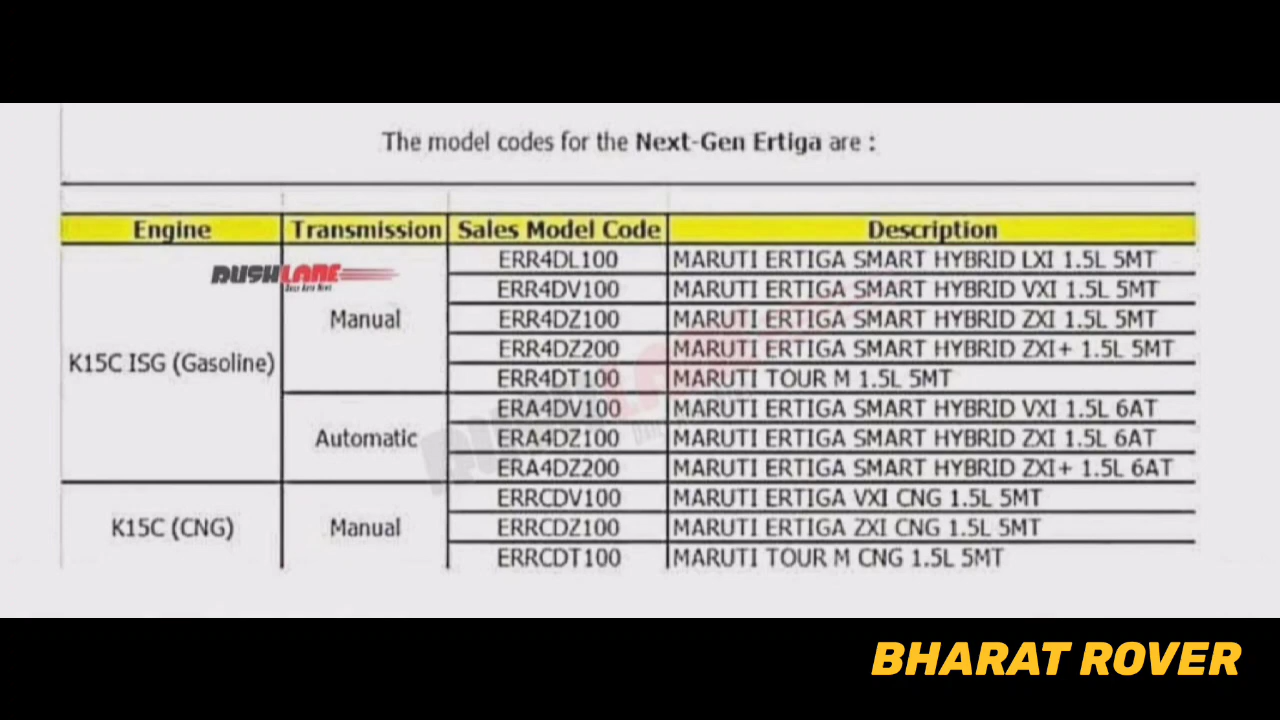 The model codes for the Next-Gen Ertiga are :
Engine Transmission Sales Model Code Description
RUSHLANE
K15C ISG (Gasoline)
Manual
ERR4DL100 MARUTI ERTIGA SMART HYBRID LXI 1.5L 5MT
ERR4DV100 MARUTI ERTIGA SMART HYBRID VXI 1.5L 5MT
ERR4DZ100 MARUTI ERTIGA SMART HYBRID ZXI 1.5L 5MT
ERR4DZ200 MARUTI ERTIGA SMART HYBRID ZXI+ 1.5L 5MT
ERR4DT100 MARUTI TOUR M 1.5L 5MT
Automatic
ERA4DV100 MARUTI ERTIGA SMART HYBRID VXI 1.5L 6AT
ERA4DZ100 MARUTI ERTIGA SMART HYBRID ZXI 1.5L 6AT
ERA4DZ200 MARUTI ERTIGA SMART HYBRID ZXI+ 1.5L 6AT
K15C (CNG)
Manual
ERRCDV100 MARUTI ERTIGA VXI CNG 1.5L 5MT
ERRCDZ100 MARUTI ERTIGA ZXI CNG 1.5L 5MT
ERRCDT100 MARUTI TOUR M CNG 1.5L 5MT
BHARAT ROVER